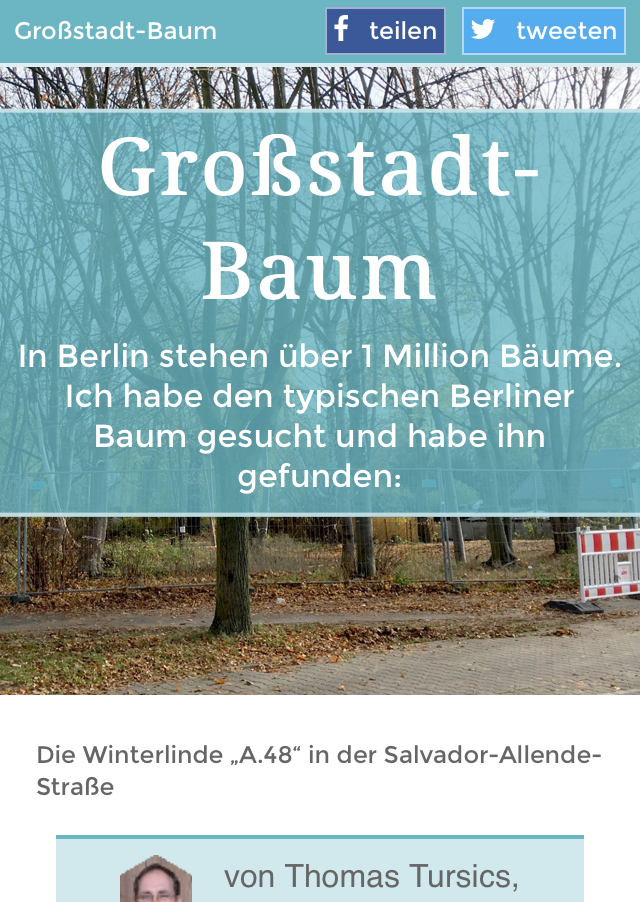 Großstadt-Baum
teilen
tweeten
Großstadt-
Baum
In Berlin stehen über 1 Million Bäume.
Ich habe den typischen Berliner
Baum gesucht und habe ihn
gefunden:
Die Winterlinde „A.48“ in der Salvador-Allende-
Straße
von Thomas Tursics,